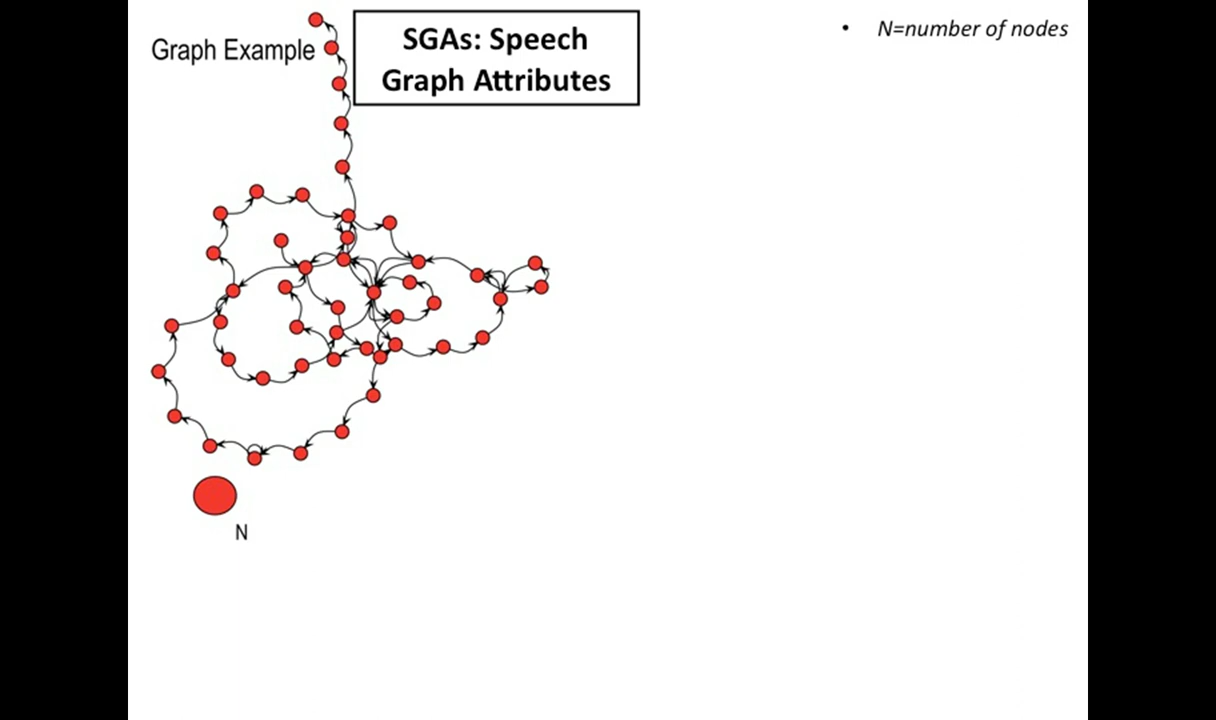 Graph Example
SGAs: Speech
Graph Attributes
• N=number of nodes
N